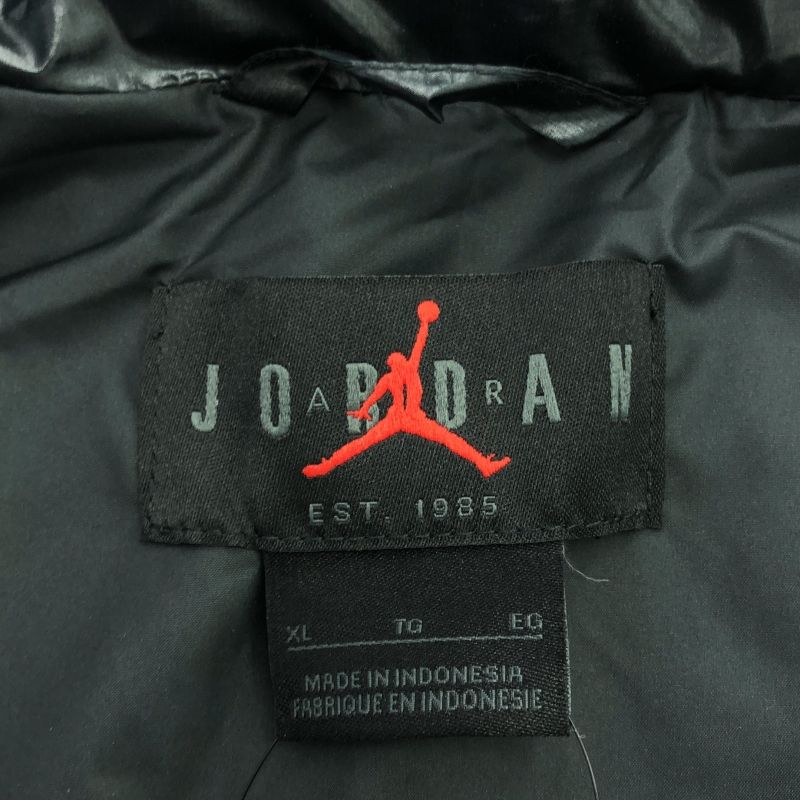 JORDAN
AIR
EST. 1985
XL TG EG
MADE IN INDONESIA
FABRIQUE EN INDONESIE